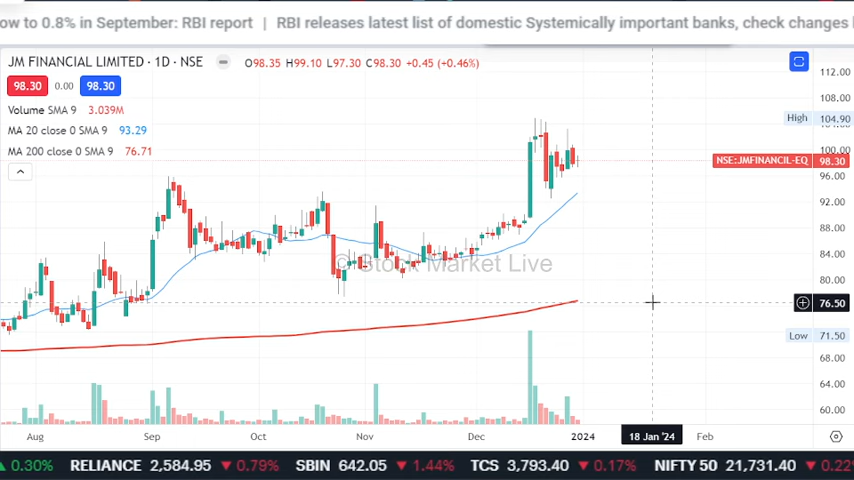 ow to 0.8% in September: RBI report | RBI releases latest list of domestic Systemically important banks, check changes
JM FINANCIAL LIMITED · 1D · NSE O98.35 H99.10 L97.30 C98.30 +0.45 (+0.46%)
98.30 0.00 98.30
Volume SMA 9 3.039M
MA 20 close 0 SMA 9 93.29
MA 200 close 0 SMA 9 76.71
112.00
108.00
High 104.90
100.00
NSE:JMFINANCIL-EQ 98.30
96.00
92.00
88.00
84.00
© Stock Market Live
80.00
76.50
Low 71.50
68.00
64.00
60.00
Aug Sep Oct Nov Dec 2024 18 Jan '24 Feb
▲ 0.30% RELIANCE 2,584.95 ▼ 0.79% SBIN 642.05 ▼ 1.44% TCS 3,793.40 ▼ 0.17% NIFTY 50 21,731.40 ▼ 0.22